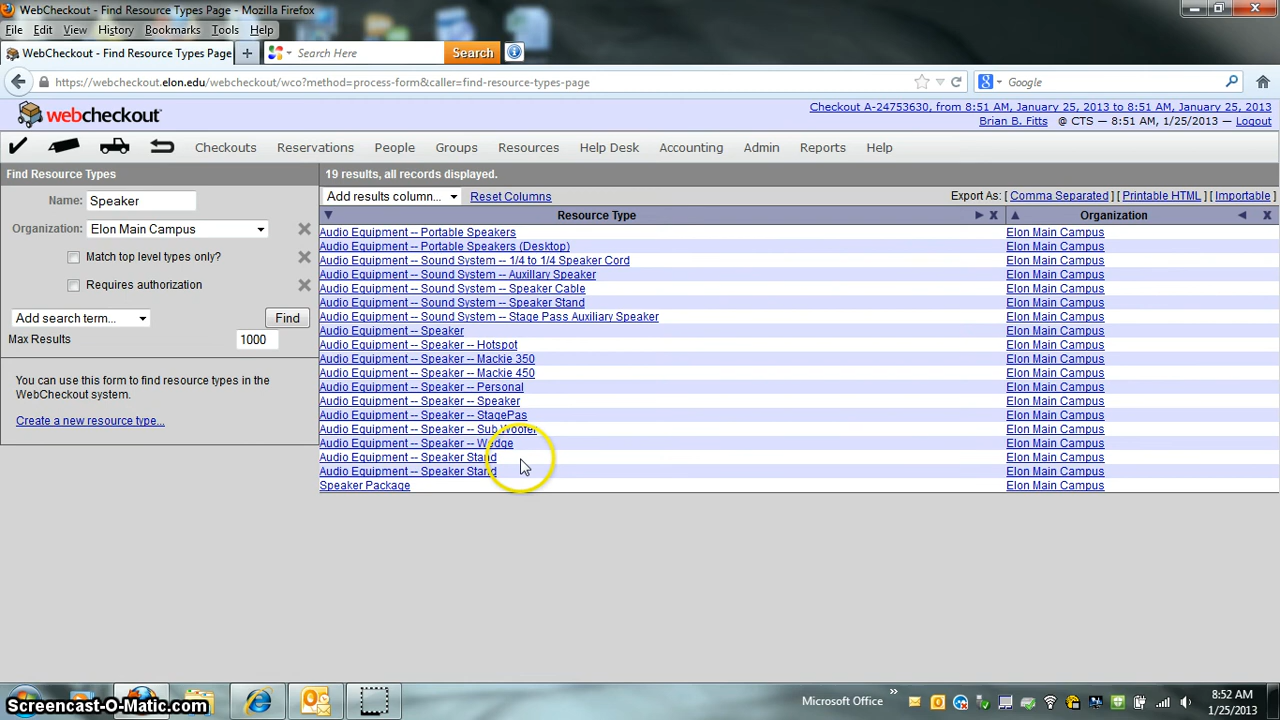 WebCheckout - Find Resource Types Page - Mozilla Firefox
File Edit View History Bookmarks Tools Help
WebCheckout - Find Resource Types Page + Search Here Search
https://webcheckout.elon.edu/webcheckout/wco?method=process-form&caller=find-resource-types-page Google
webcheckout
Checkout A-24753630, from 8:51 AM, January 25, 2013 to 8:51 AM, January 25, 2013
Brian B. Fitts @ CTS — 8:51 AM, 1/25/2013 — Logout
Checkouts Reservations People Groups Resources Help Desk Accounting Admin Reports Help
Find Resource Types
Name: Speaker
Organization: Elon Main Campus
Match top level types only?
Requires authorization
Add search term... Find
Max Results 1000
You can use this form to find resource types in the
WebCheckout system.
Create a new resource type...
19 results, all records displayed.
Add results column... Reset Columns Export As: [ Comma Separated ] [ Printable HTML ] [ Importable ]
Resource Type Organization
Audio Equipment -- Portable Speakers Elon Main Campus
Audio Equipment -- Portable Speakers (Desktop) Elon Main Campus
Audio Equipment -- Sound System -- 1/4 to 1/4 Speaker Cord Elon Main Campus
Audio Equipment -- Sound System -- Auxillary Speaker Elon Main Campus
Audio Equipment -- Sound System -- Speaker Cable Elon Main Campus
Audio Equipment -- Sound System -- Speaker Stand Elon Main Campus
Audio Equipment -- Sound System -- Stage Pass Auxiliary Speaker Elon Main Campus
Audio Equipment -- Speaker Elon Main Campus
Audio Equipment -- Speaker -- Hotspot Elon Main Campus
Audio Equipment -- Speaker -- Mackie 350 Elon Main Campus
Audio Equipment -- Speaker -- Mackie 450 Elon Main Campus
Audio Equipment -- Speaker -- Personal Elon Main Campus
Audio Equipment -- Speaker -- Speaker Elon Main Campus
Audio Equipment -- Speaker -- StagePas Elon Main Campus
Audio Equipment -- Speaker -- Sub Woofer Elon Main Campus
Audio Equipment -- Speaker -- Wedge Elon Main Campus
Audio Equipment -- Speaker Stand Elon Main Campus
Audio Equipment -- Speaker Stand Elon Main Campus
Speaker Package Elon Main Campus
Screencast-O-Matic.com
Microsoft Office »
8:52 AM
1/25/2013